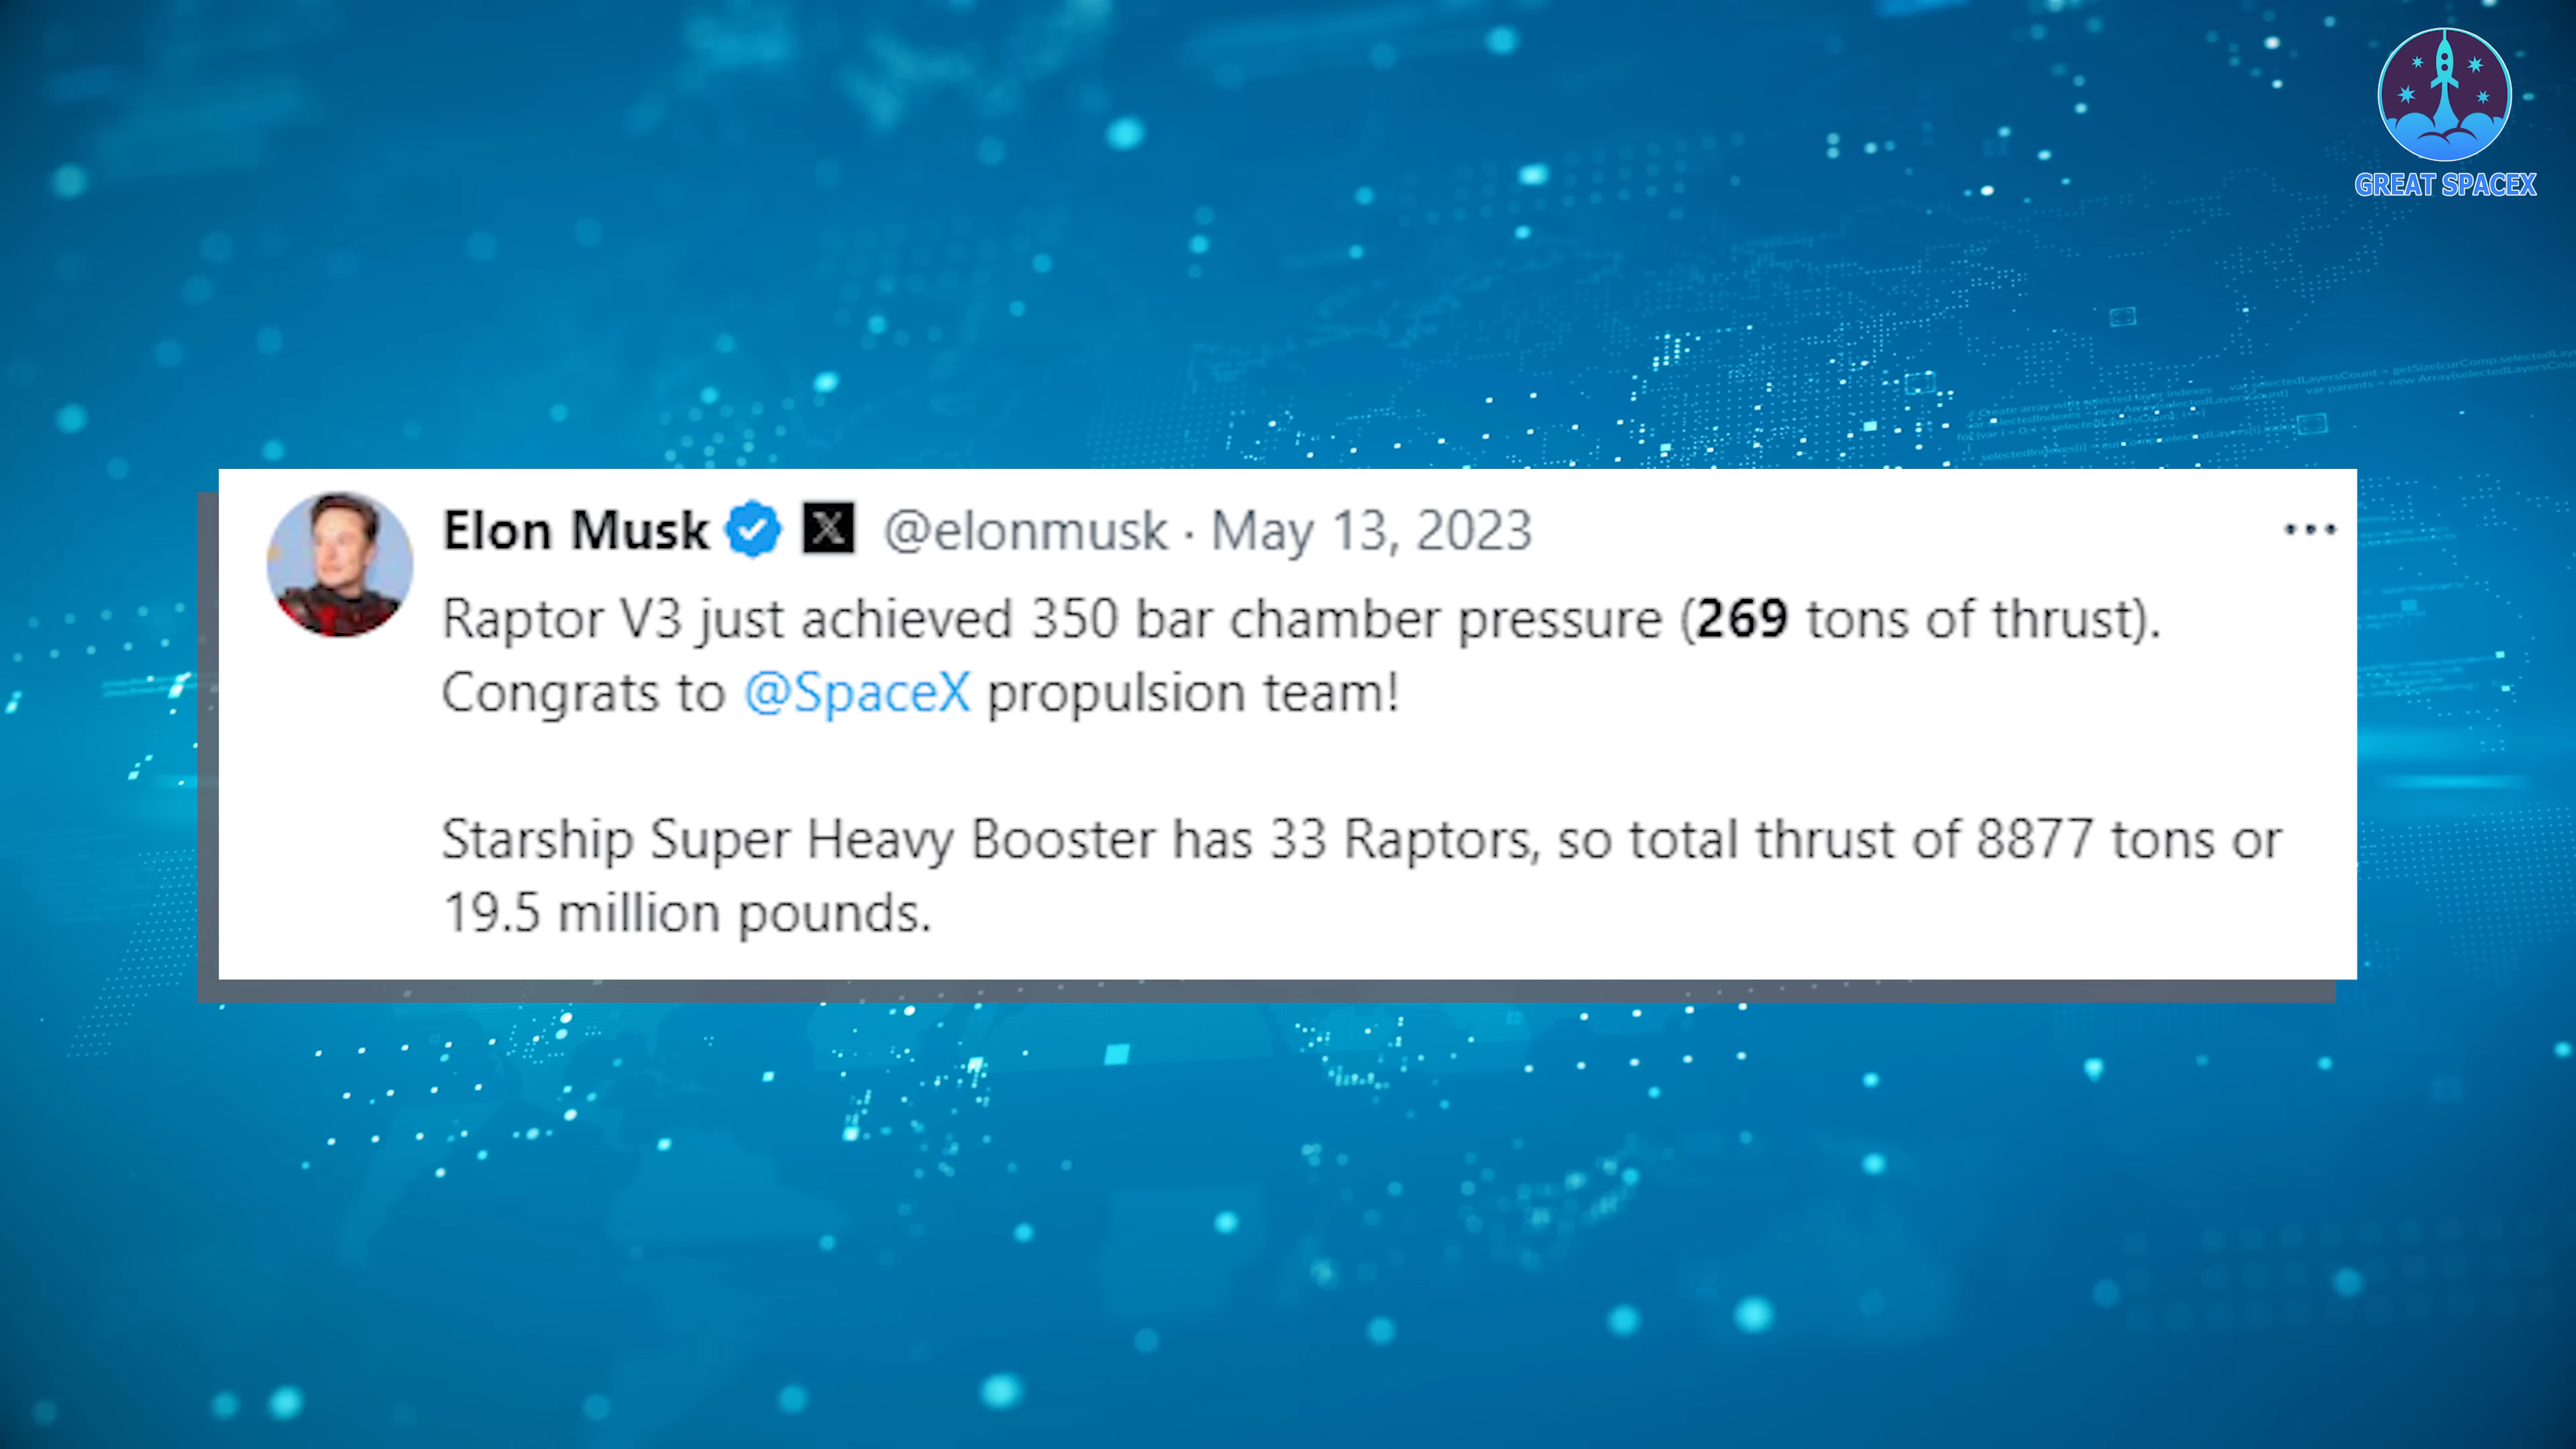 GREAT SPACEX
Elon Musk X @elonmusk · May 13, 2023
Raptor V3 just achieved 350 bar chamber pressure (269 tons of thrust).
Congrats to @SpaceX propulsion team!
Starship Super Heavy Booster has 33 Raptors, so total thrust of 8877 tons or
19.5 million pounds.